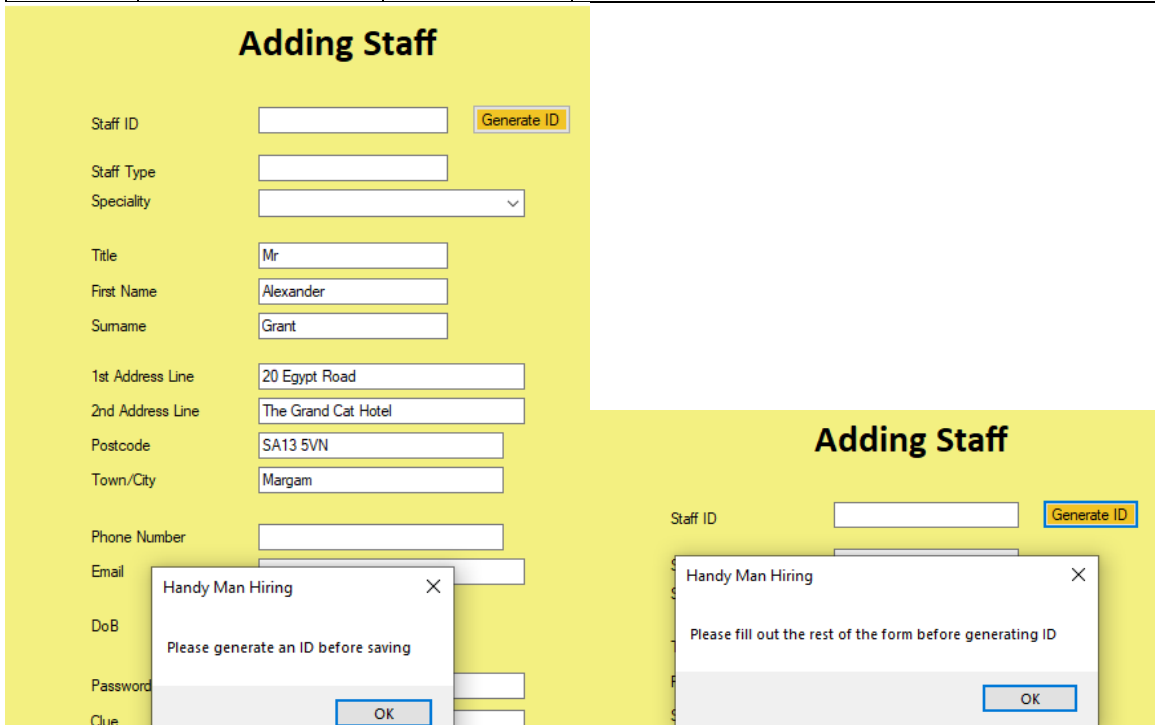 Adding Staff
Staff ID
Generate ID
Staff Type
Speciality
Title
Mr
First Name
Alexander
Surname
Grant
1st Address Line
20 Egypt Road
2nd Address Line
The Grand Cat Hotel
Postcode
SA13 5VN
Town/City
Margam
Phone Number
Email
Handy Man Hiring
DoB
Please generate an ID before saving
Password
OK
Clue
Adding Staff
Staff ID
Generate ID
Handy Man Hiring
Please fill out the rest of the form before generating ID
OK